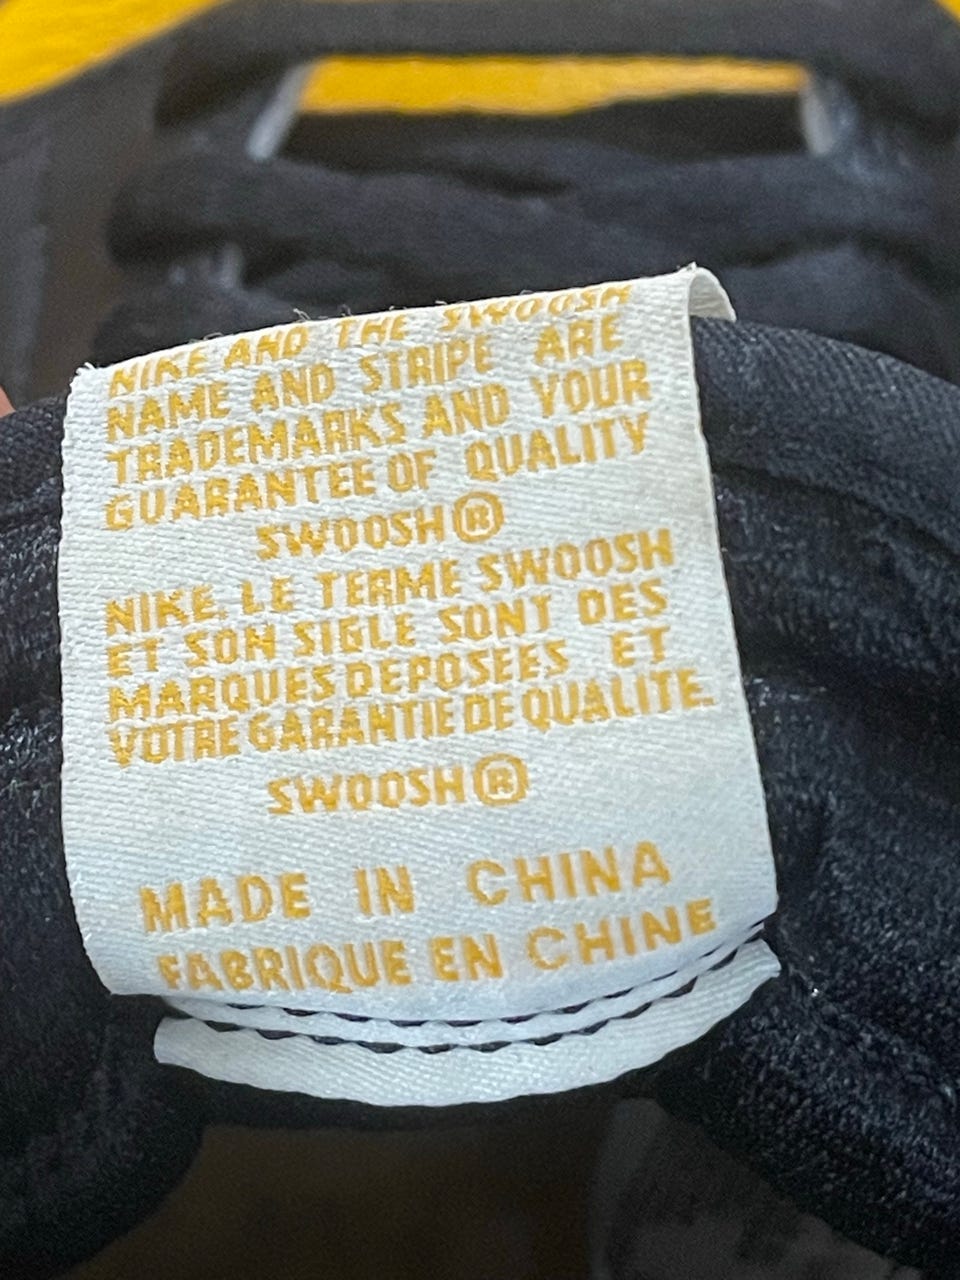 NIKE AND THE SWOOSH
NAME AND STRIPE ARE
TRADEMARKS AND YOUR
GUARANTEE OF QUALITY
SWOOSH®
NIKE, LE TERME SWOOSH
ET SON SIGLE SONT DES
MARQUES DEPOSEES ET
VOTRE GARANTIE DE QUALITE.
SWOOSH®
MADE IN CHINA
FABRIQUE EN CHINE